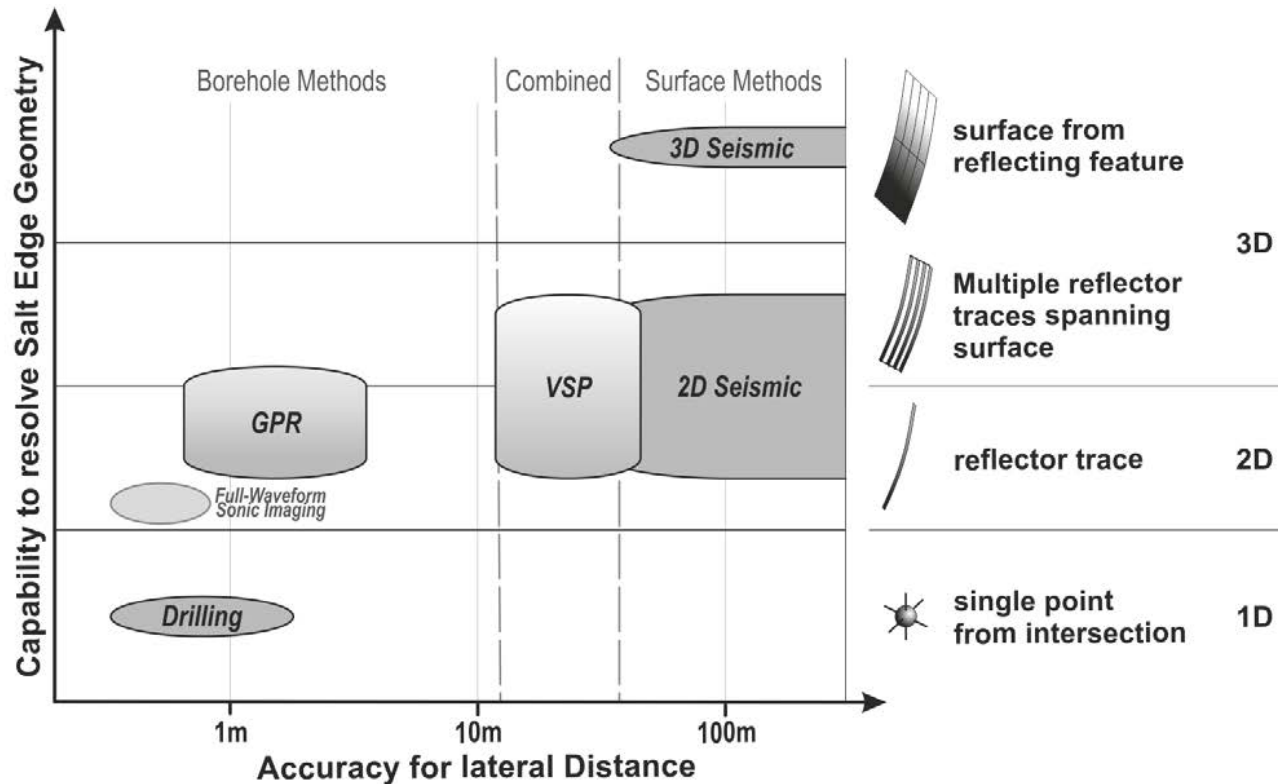 Capability to resolve Salt Edge Geometry
Borehole Methods
Combined
Surface Methods
3D Seismic
VSP
2D Seismic
GPR
Full-Waveform
Sonic Imaging
Drilling
1m
10m
100m
Accuracy for lateral Distance
surface from
reflecting feature
3D
Multiple reflector
traces spanning
surface
reflector trace
2D
single point
from intersection
1D